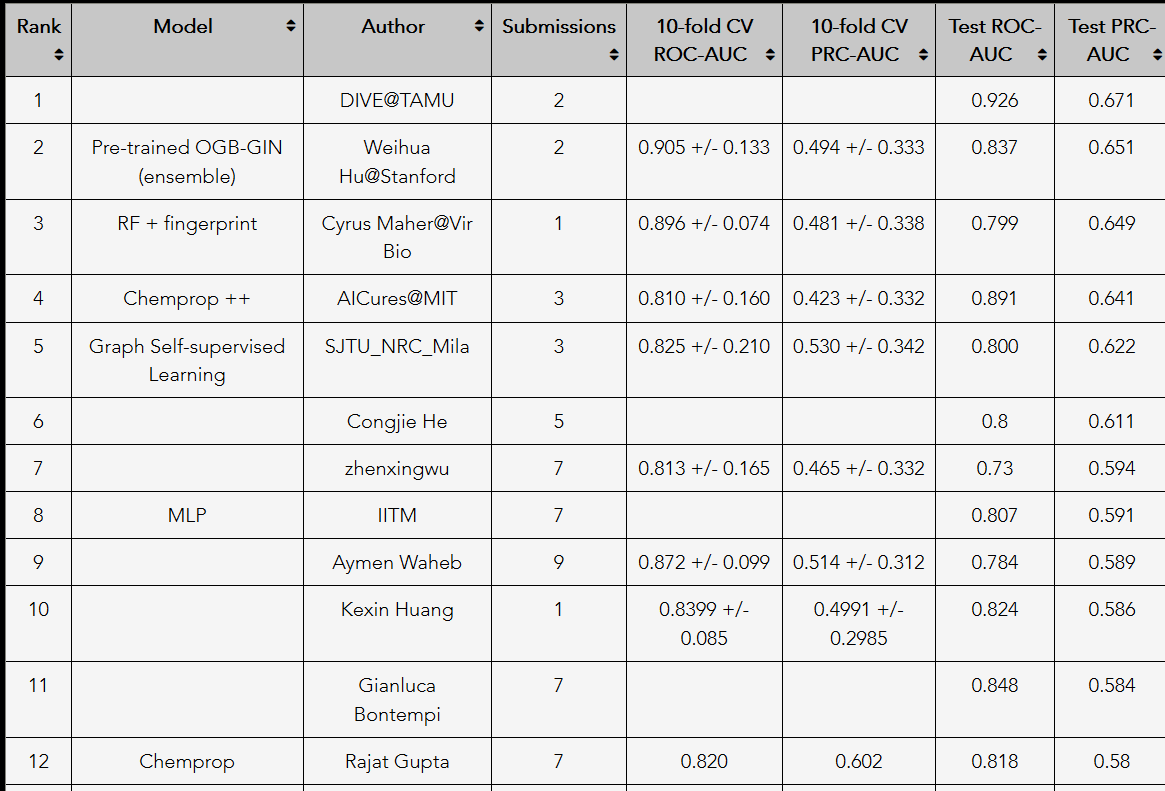 Rank Model Author Submissions 10-fold CV 10-fold CV Test ROC- Test PRC-
ROC-AUC PRC-AUC AUC AUC
1 DIVE@TAMU 2 0.926 0.671
2 Pre-trained OGB-GIN Weihua 2 0.905 +/- 0.133 0.494 +/- 0.333 0.837 0.651
(ensemble) Hu@Stanford
3 RF + fingerprint Cyrus Maher@Vir 1 0.896 +/- 0.074 0.481 +/- 0.338 0.799 0.649
Bio
4 Chemprop ++ AICures@MIT 3 0.810 +/- 0.160 0.423 +/- 0.332 0.891 0.641
5 Graph Self-supervised SJTU_NRC_Mila 3 0.825 +/- 0.210 0.530 +/- 0.342 0.800 0.622
Learning
6 Congjie He 5 0.8 0.611
7 zhenxingwu 7 0.813 +/- 0.165 0.465 +/- 0.332 0.73 0.594
8 MLP IITM 7 0.807 0.591
9 Aymen Waheb 9 0.872 +/- 0.099 0.514 +/- 0.312 0.784 0.589
10 Kexin Huang 1 0.8399 +/- 0.4991 +/- 0.824 0.586
0.085 0.2985
11 Gianluca 7 0.848 0.584
Bontempi
12 Chemprop Rajat Gupta 7 0.820 0.602 0.818 0.58